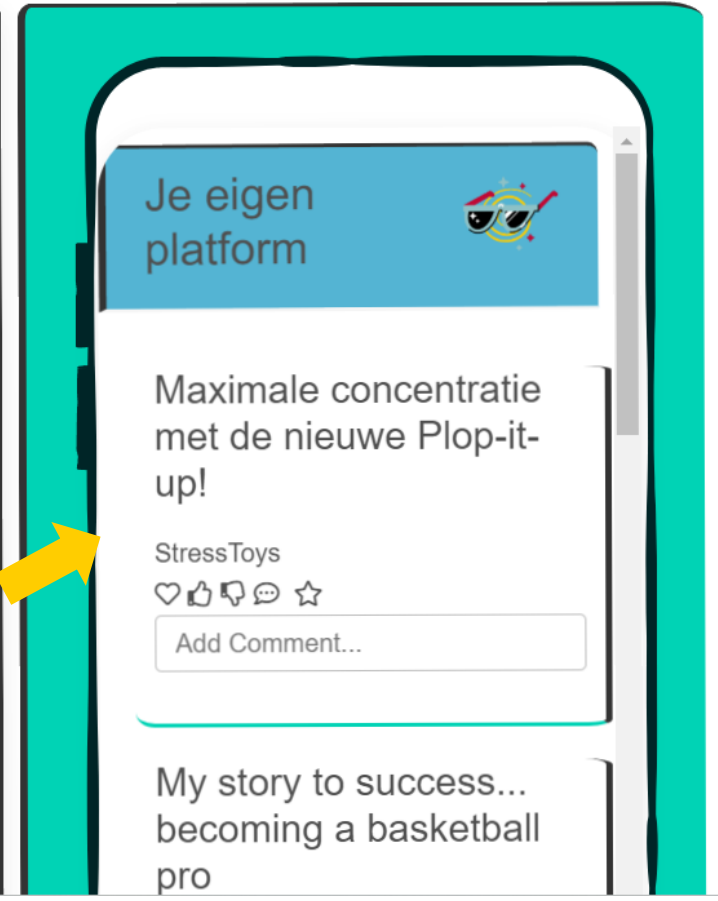 Je eigen
platform
Maximale concentratie
met de nieuwe Plop-it-
up!
StressToys
Add Comment...
My story to success...
becoming a basketball
pro